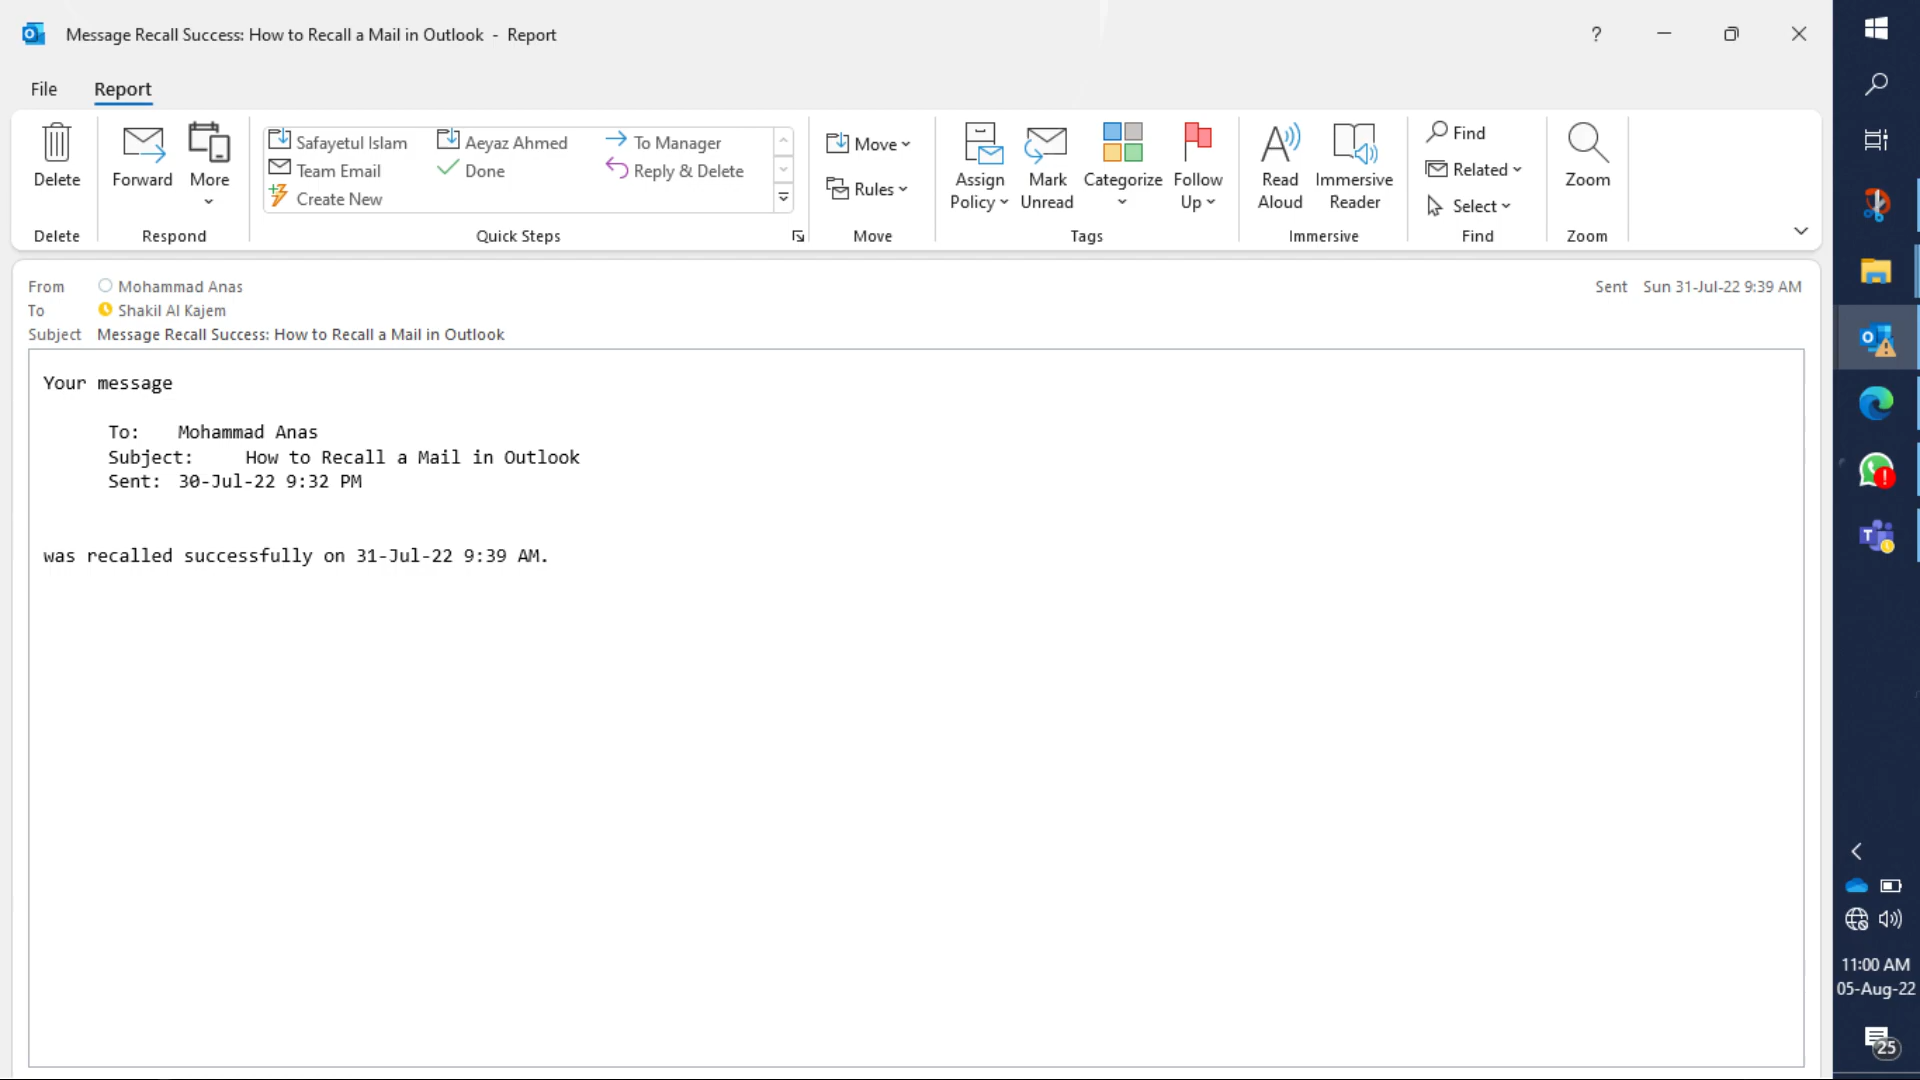 Message Recall Success: How to Recall a Mail in Outlook - Report
?
File Report
Delete
Forward
More
Safayetul Islam Aeyaz Ahmed To Manager
Team Email Done Reply & Delete
Create New
Move
Rules
Assign Policy
Mark Unread
Categorize
Follow Up
Read Aloud
Immersive Reader
Find
Related
Select
Zoom
Delete Respond Quick Steps Move Tags Immersive Find Zoom
From Mohammad Anas Sent Sun 31-Jul-22 9:39 AM
To Shakil Al Kajem
Subject Message Recall Success: How to Recall a Mail in Outlook
Your message
To: Mohammad Anas
Subject: How to Recall a Mail in Outlook
Sent: 30-Jul-22 9:32 PM
was recalled successfully on 31-Jul-22 9:39 AM.
11:00 AM
05-Aug-22
25